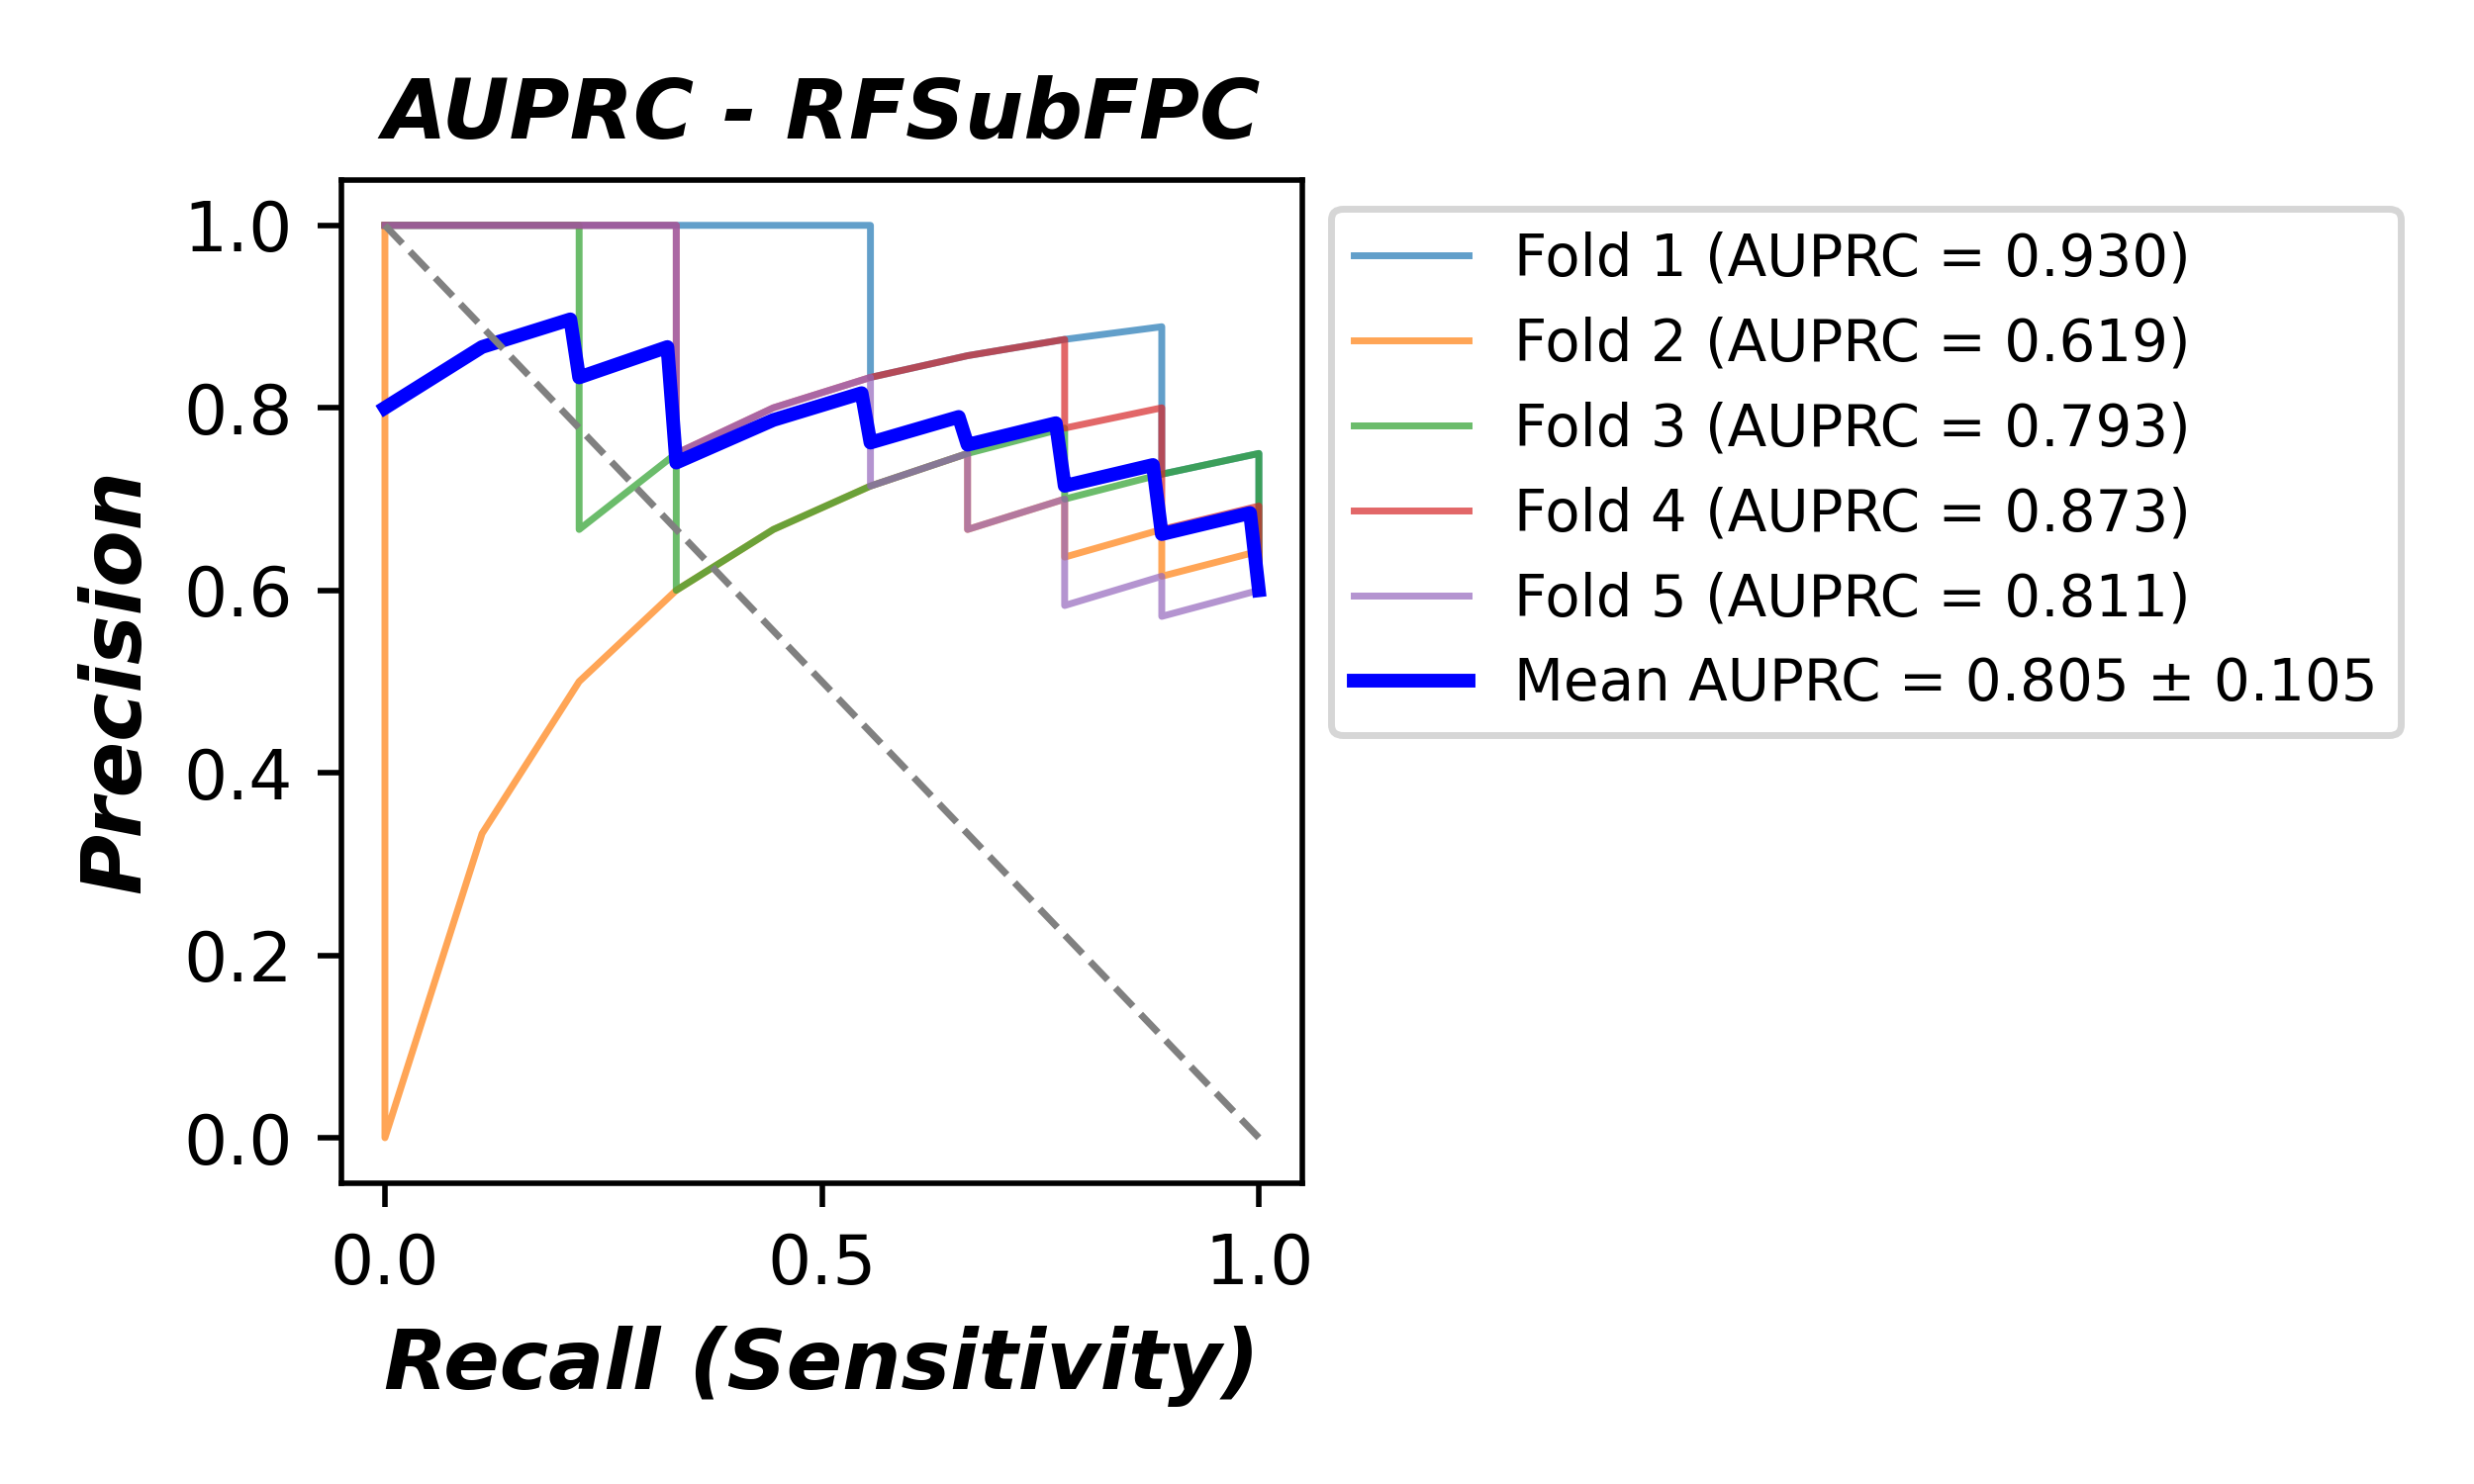 AUPRC - RFSubFPC
Precision
1.0
0.8
0.6
0.4
0.2
0.0
0.0 0.5 1.0
Recall (Sensitivity)
Fold 1 (AUPRC = 0.930)
Fold 2 (AUPRC = 0.619)
Fold 3 (AUPRC = 0.793)
Fold 4 (AUPRC = 0.873)
Fold 5 (AUPRC = 0.811)
Mean AUPRC = 0.805 ± 0.105